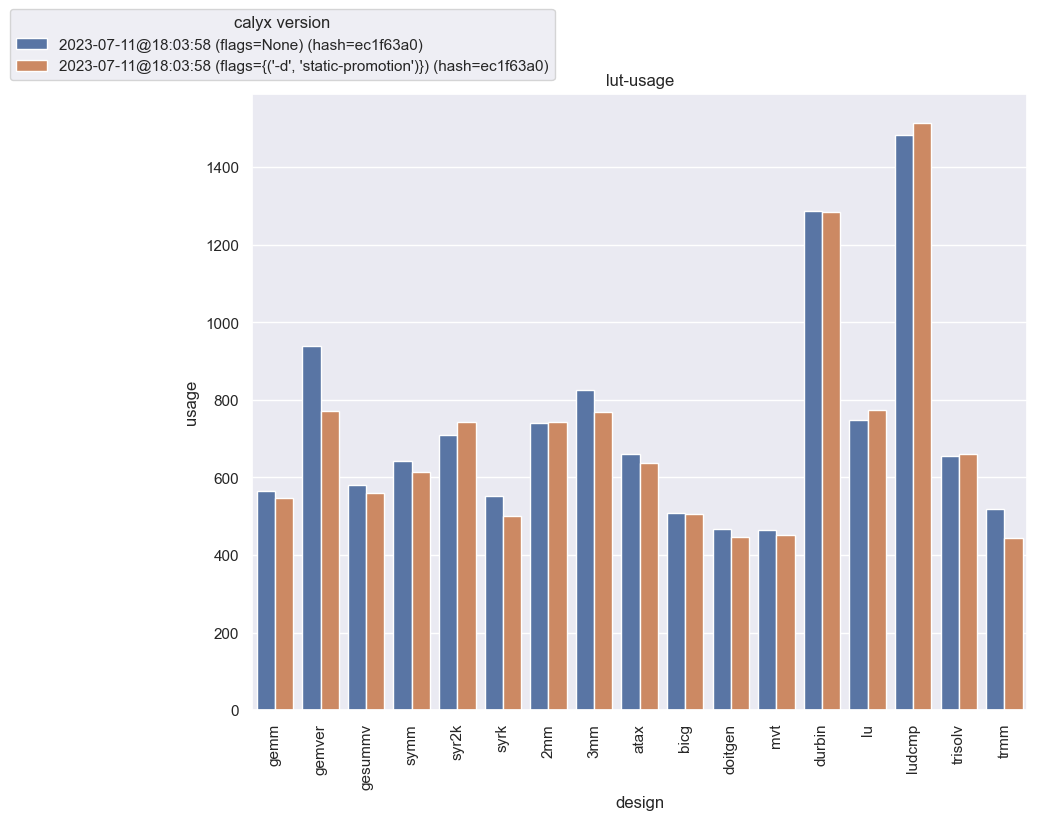 calyx version
2023-07-11@18:03:58 (flags=None) (hash=ec1f63a0)
2023-07-11@18:03:58 (flags={('-d', 'static-promotion')}) (hash=ec1f63a0)
lut-usage
1400
1200
1000
800
600
400
200
0
usage
gemm
gemver
gesummv
symm
syr2k
syrk
2mm
3mm
atax
bicg
doitgen
mvt
durbin
lu
ludcmp
trisolv
trmm
design